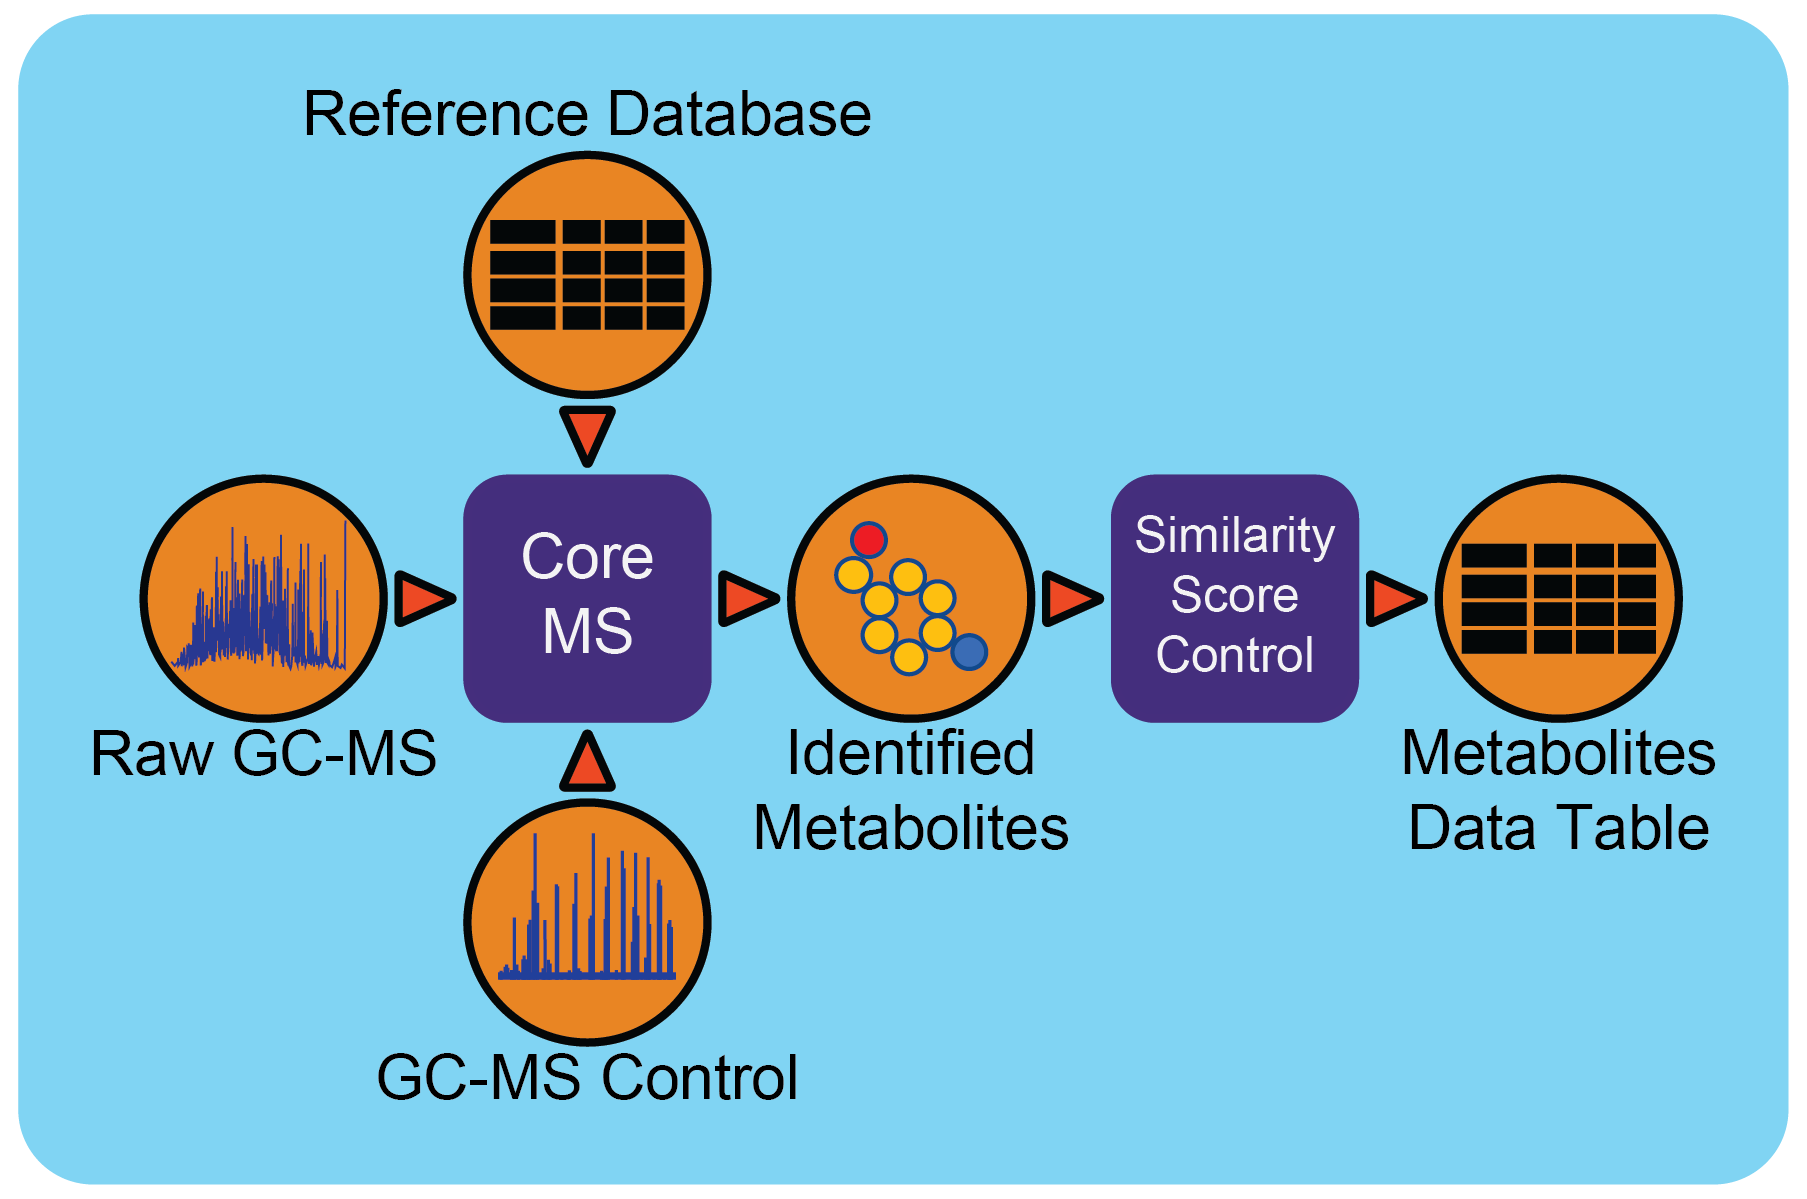 Reference Database
Raw GC-MS
Core
MS
Identified
Metabolites
Similarity
Score
Control
Metabolites
Data Table
GC-MS Control